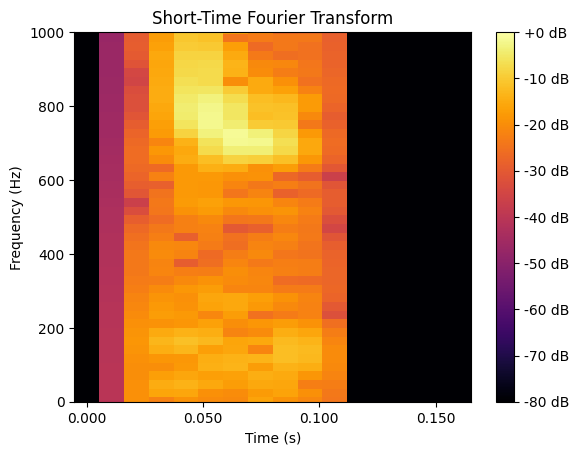 Short-Time Fourier Transform
1000
800
600
400
200
0
Frequency (Hz)
0.000
0.050
0.100
0.150
Time (s)
+0 dB
-10 dB
-20 dB
-30 dB
-40 dB
-50 dB
-60 dB
-70 dB
-80 dB